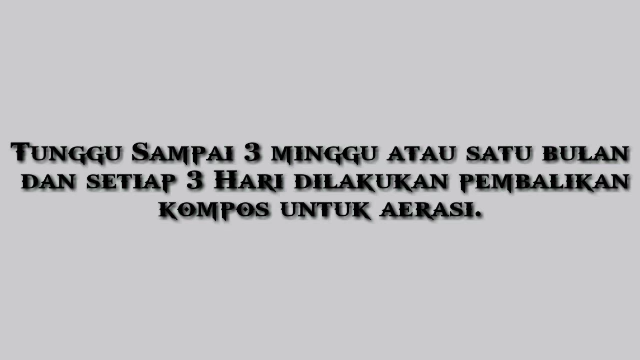 Tunggu Sampai 3 minggu atau satu bulan
dan setiap 3 Hari dilakukan pembalikan
kompos untuk aerasi.